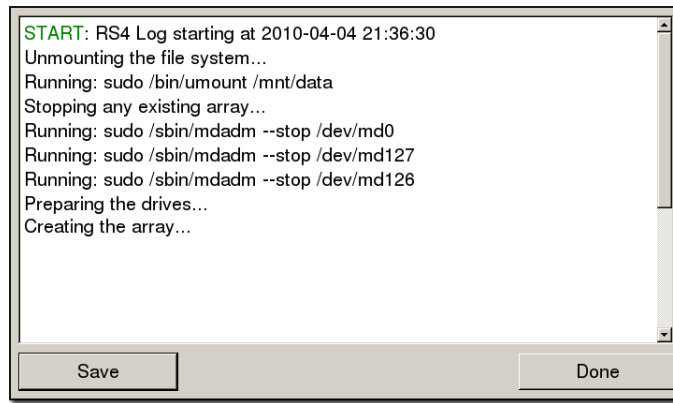 START: RS4 Log starting at 2010-04-04 21:36:30
Unmounting the file system...
Running: sudo /bin/umount /mnt/data
Stopping any existing array...
Running: sudo /sbin/mdadm --stop /dev/md0
Running: sudo /sbin/mdadm --stop /dev/md127
Running: sudo /sbin/mdadm --stop /dev/md126
Preparing the drives...
Creating the array...
Save
Done